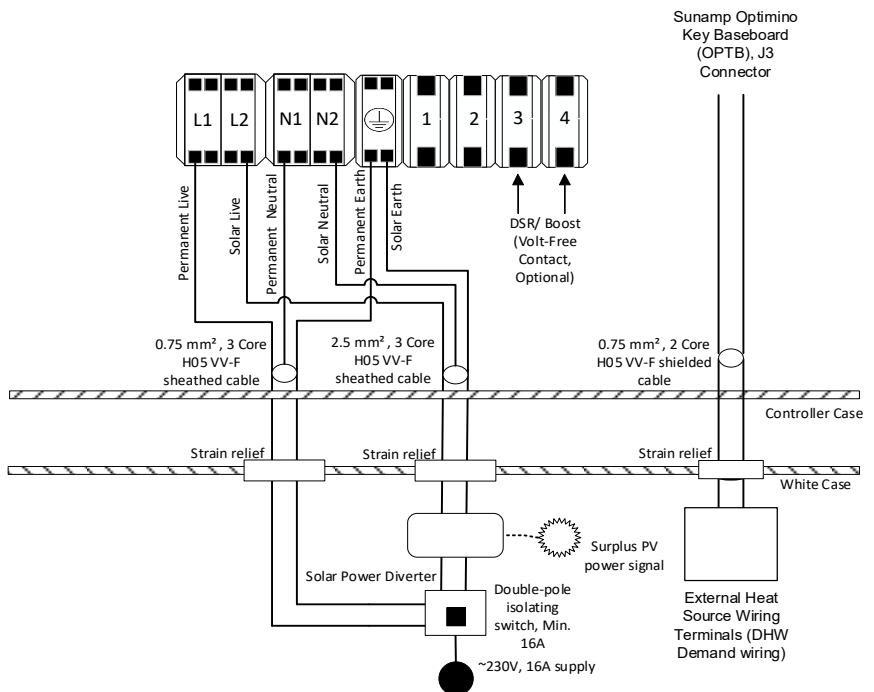 Sunamp Optimino
Key Baseboard
(OPTB), J3
Connector
L1
L2
N1
N2
1
2
3
4
Permanent Live
Solar Live
Permanent Neutral
Solar Neutral
Permanent Earth
Solar Earth
DSR/ Boost
(Volt-Free
Contact,
Optional)
0.75 mm², 3 Core
H05 VV-F
sheathed cable
2.5 mm², 3 Core
H05 VV-F
sheathed cable
0.75 mm², 2 Core
H05 VV-F shielded
cable
Controller Case
Strain relief
Strain relief
Strain relief
White Case
Surplus PV
power signal
Solar Power Diverter
Double-pole
isolating
switch, Min.
16A
~230V, 16A supply
External Heat
Source Wiring
Terminals (DHW
Demand wiring)